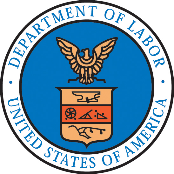 DEPARTMENT OF LABOR
UNITED STATES OF AMERICA